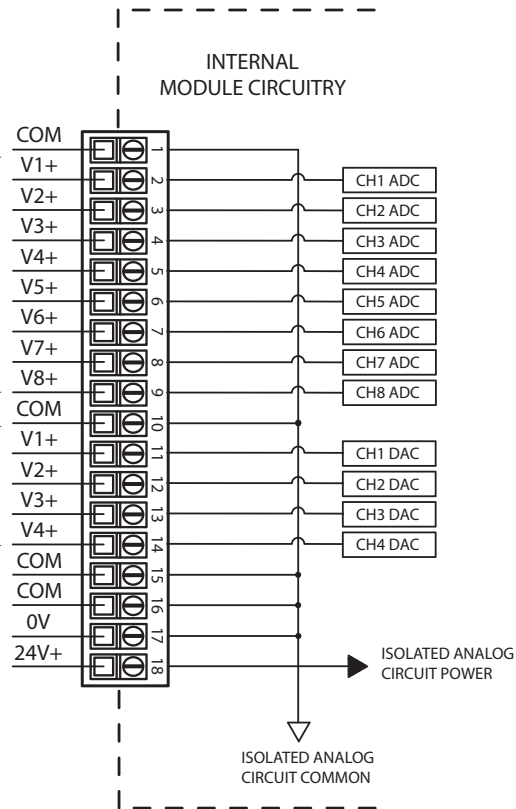 INTERNAL
MODULE CIRCUITRY
COM 1
V1+ 2 CH1 ADC
V2+ 3 CH2 ADC
V3+ 4 CH3 ADC
V4+ 5 CH4 ADC
V5+ 6 CH5 ADC
V6+ 7 CH6 ADC
V7+ 8 CH7 ADC
V8+ 9 CH8 ADC
COM 10
V1+ 11 CH1 DAC
V2+ 12 CH2 DAC
V3+ 13 CH3 DAC
V4+ 14 CH4 DAC
COM 15
COM 16
0V 17
24V+ 18
ISOLATED ANALOG
CIRCUIT POWER
ISOLATED ANALOG
CIRCUIT COMMON